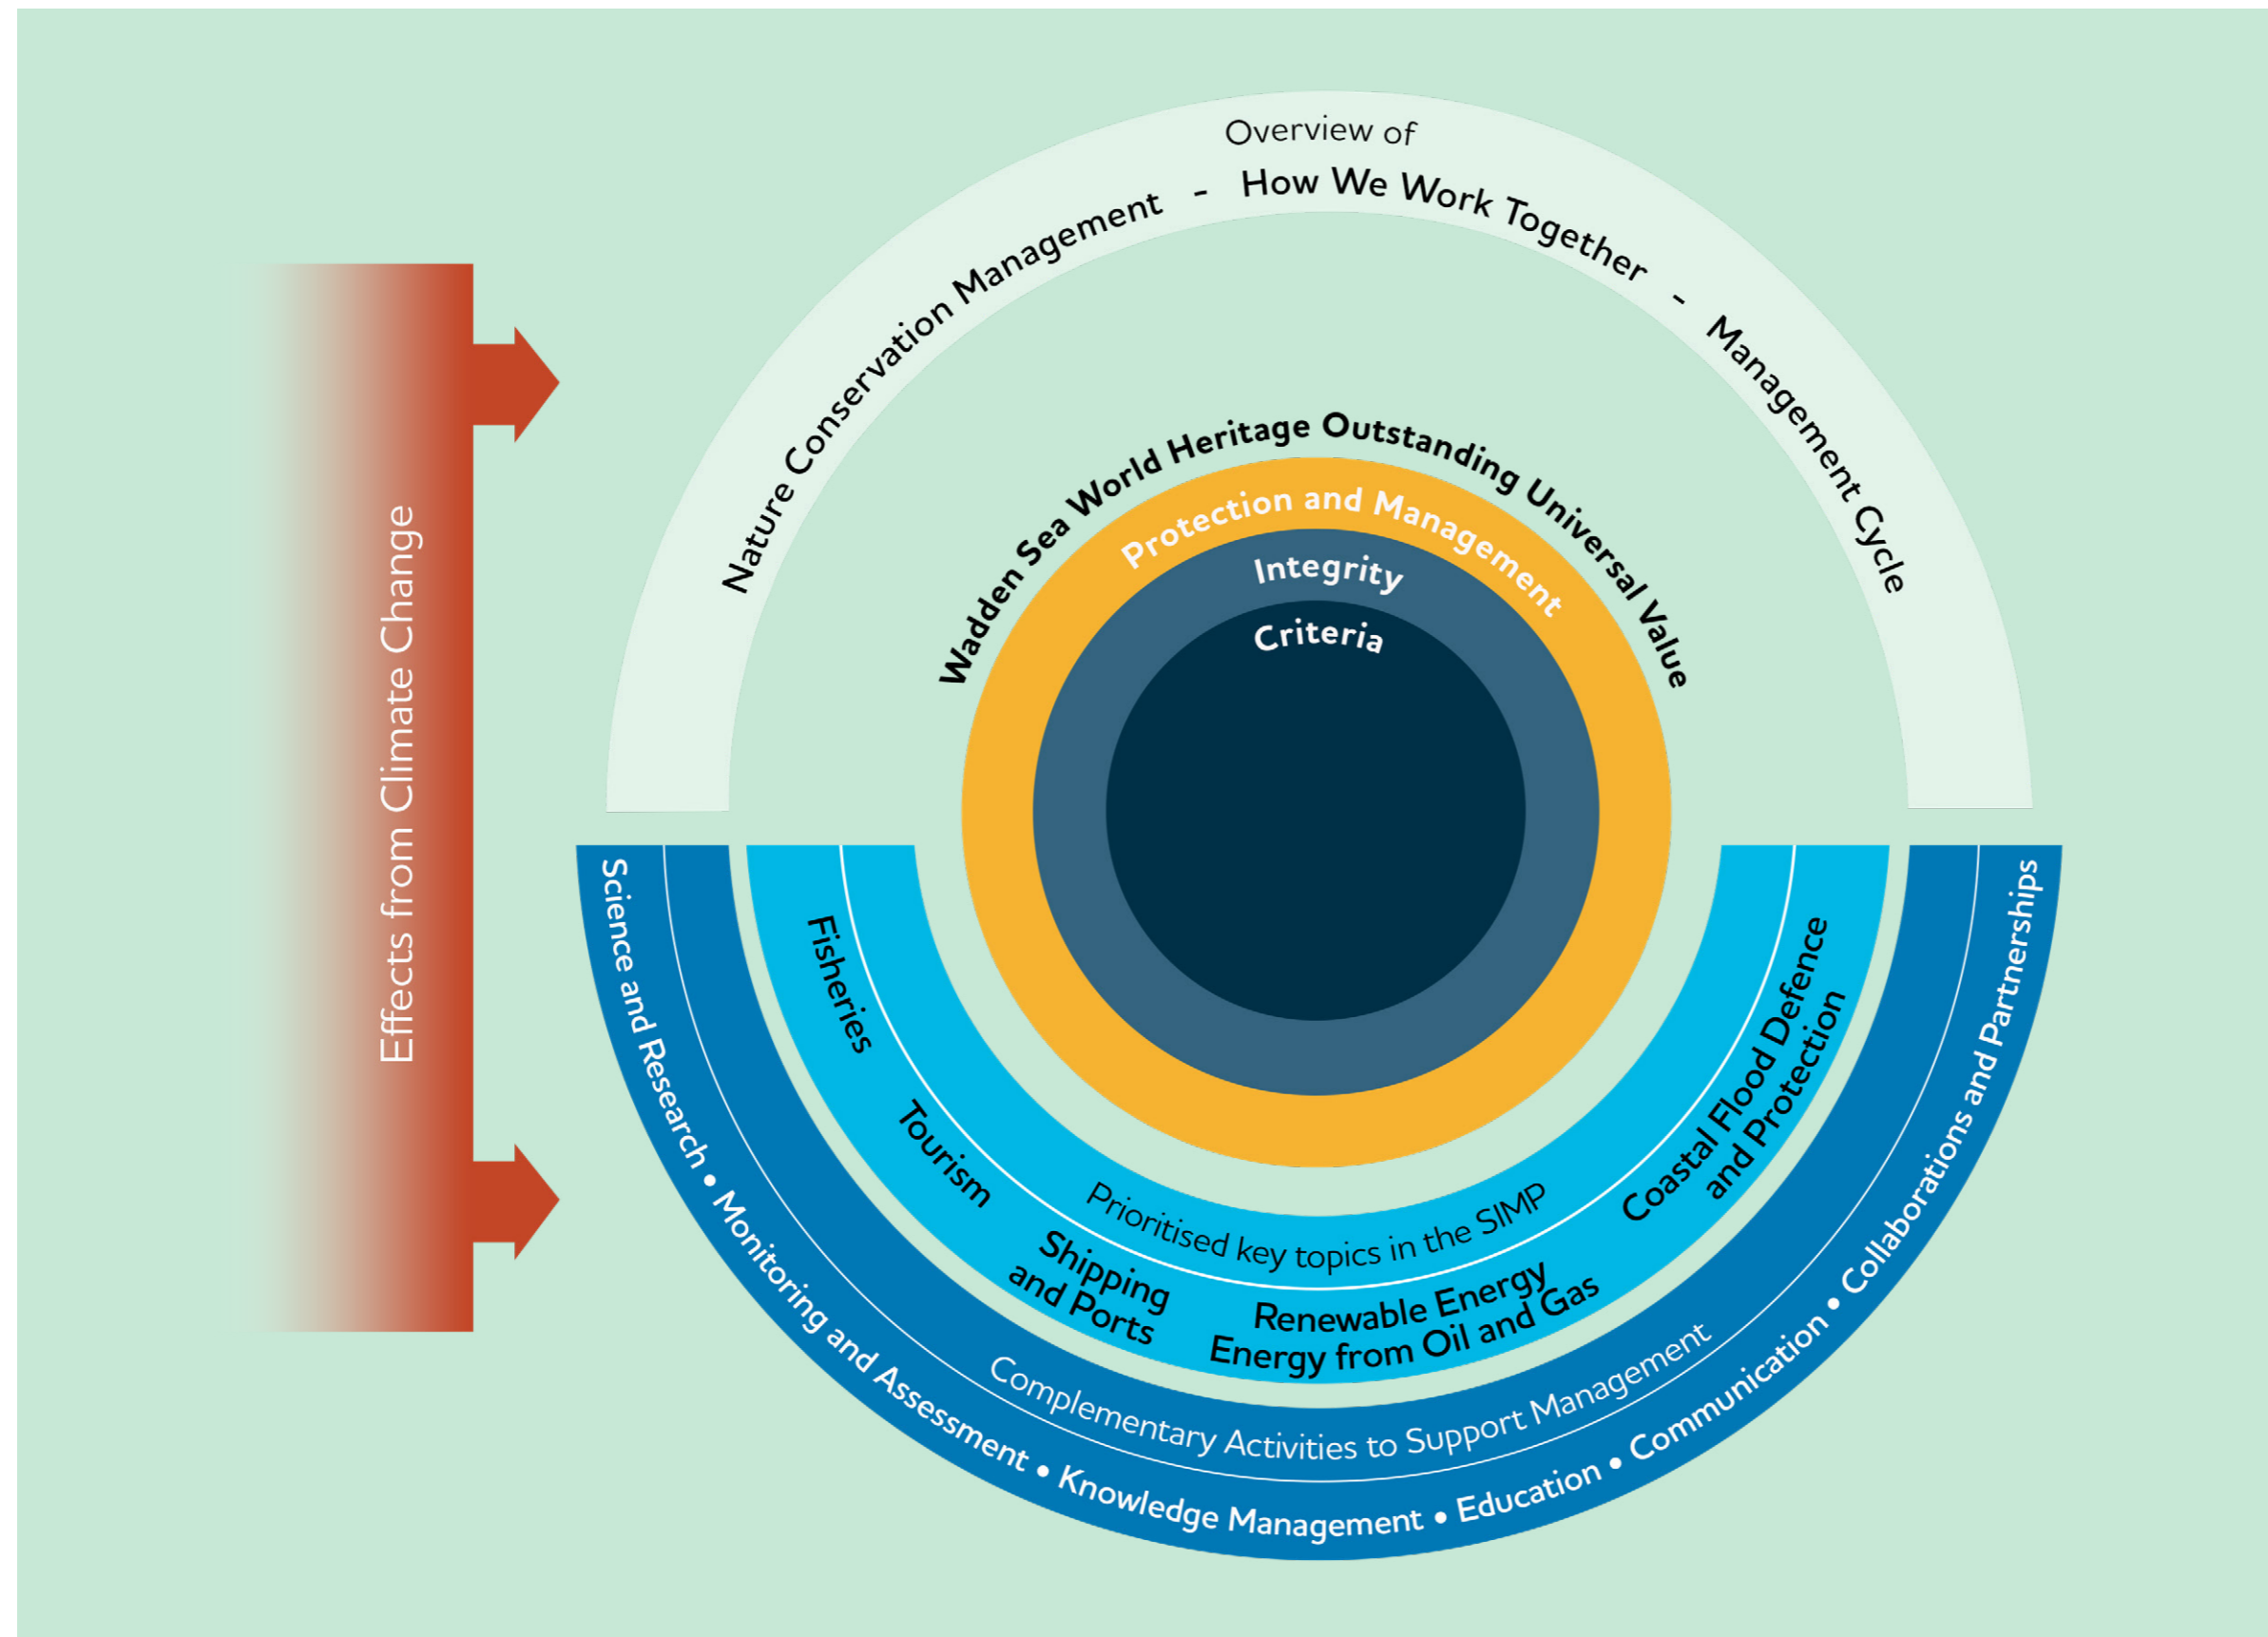 Overview of
Nature Conservation Management - How We Work Together - Management Cycle
Effects from Climate Change
Wadden Sea World Heritage Outstanding Universal Value
Protection and Management
Integrity
Criteria
Prioritised key topics in the SIMP
Fisheries
Tourism
Shipping
and Ports
Renewable Energy
Energy from Oil and Gas
Coastal Flood Defence
and Protection
Complementary Activities to Support Management
Science and Research • Monitoring and Assessment • Knowledge Management • Education • Communication • Collaborations and Partnerships